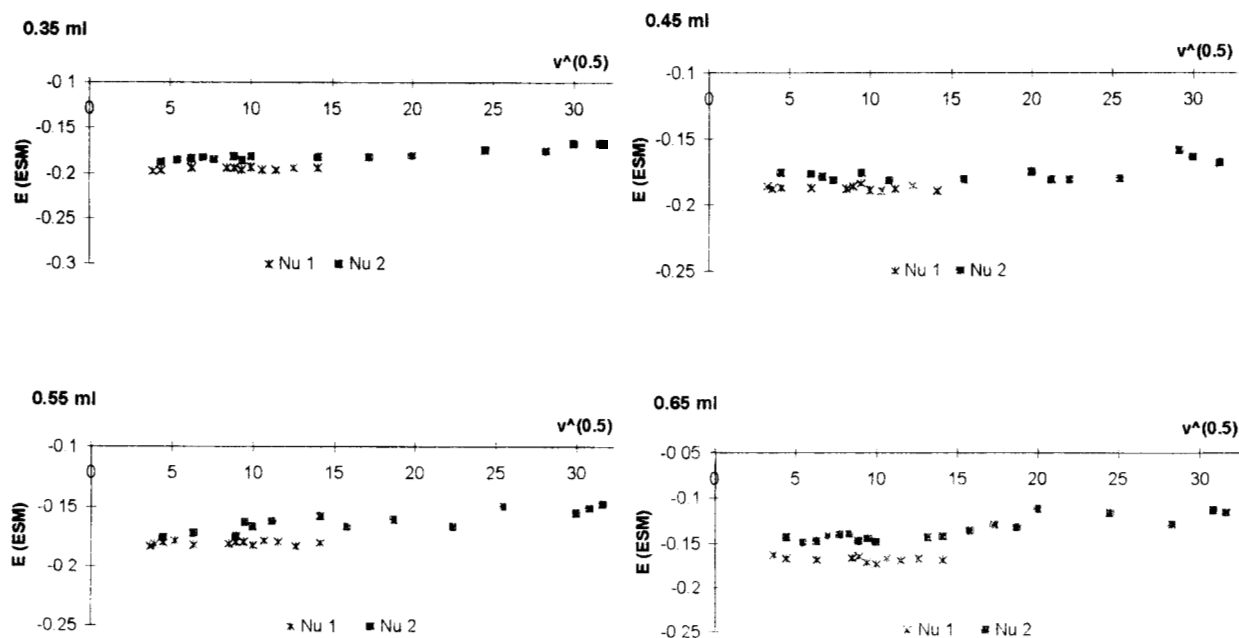 0.35 ml
v^(0.5)
-0.1
0 5 10 15 20 25 30
-0.15
-0.2
-0.25
-0.3
E (ESM)
Nu 1 Nu 2
0.45 ml
v^(0.5)
-0.1
0 5 10 15 20 25 30
-0.15
-0.2
-0.25
E (ESM)
Nu 1 Nu 2
0.55 ml
v^(0.5)
-0.1
0 5 10 15 20 25 30
-0.15
-0.2
-0.25
E (ESM)
Nu 1 Nu 2
0.65 ml
v^(0.5)
-0.05
0 5 10 15 20 25 30
-0.1
-0.15
-0.2
-0.25
E (ESM)
Nu 1 Nu 2